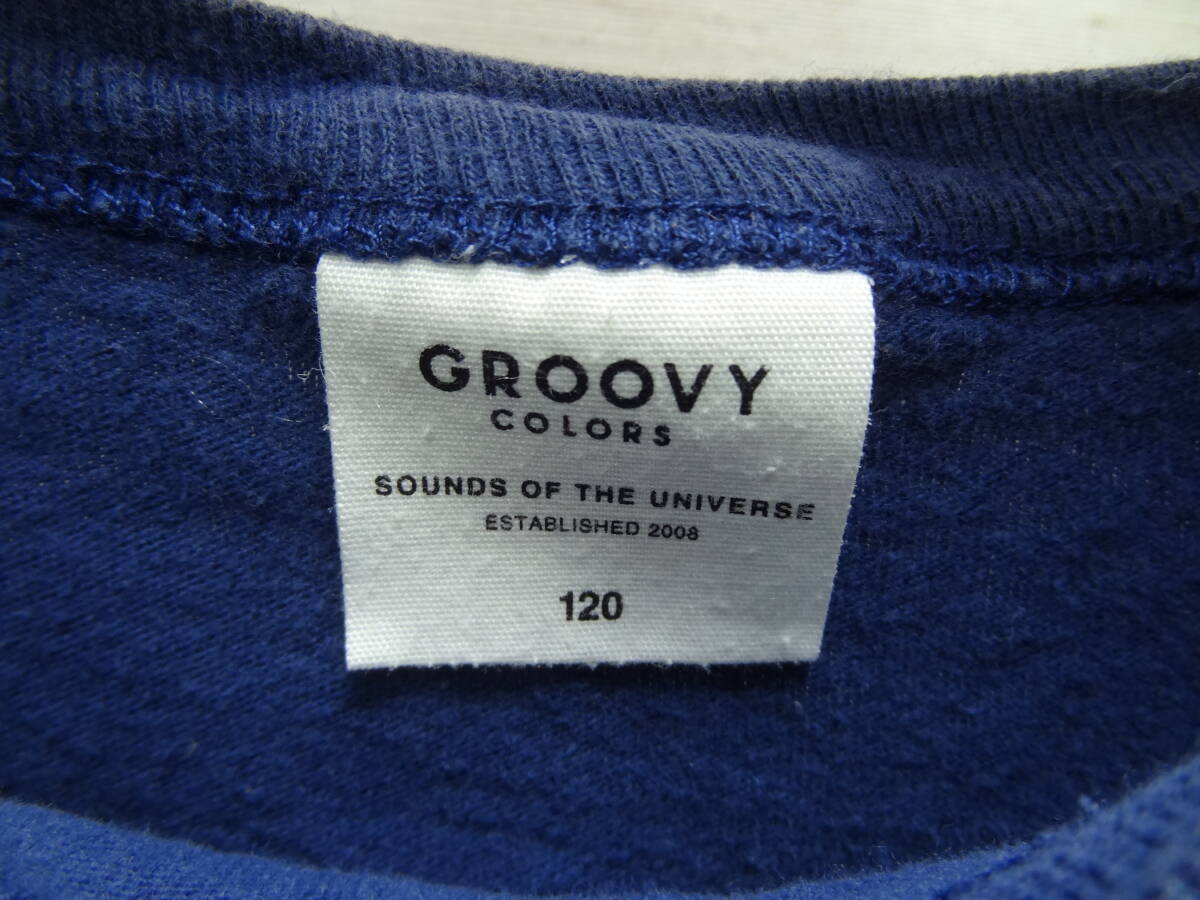 GROOVY
COLORS
SOUNDS OF THE UNIVERSE
ESTABLISHED 2008
120